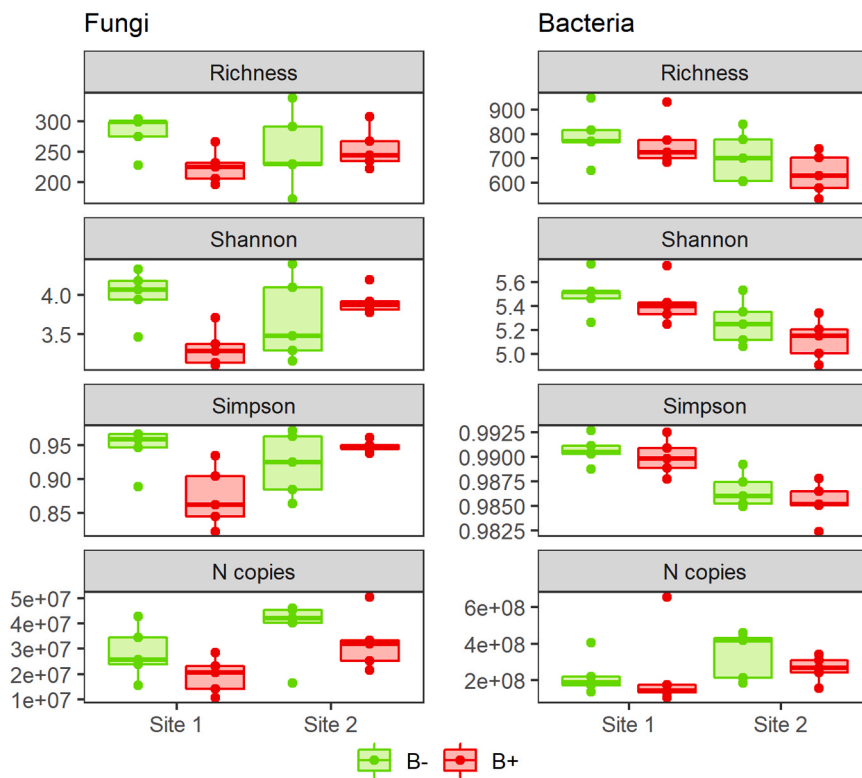 Fungi
Richness
300
250
200
Shannon
4.0
3.5
Simpson
0.95
0.90
0.85
N copies
5e+07
4e+07
3e+07
2e+07
1e+07
Site 1 Site 2
Bacteria
Richness
900
800
700
600
Shannon
5.6
5.4
5.2
5.0
Simpson
0.9925
0.9900
0.9850
0.9825
N copies
6e+08
4e+08
2e+08
Site 1 Site 2
B- B+